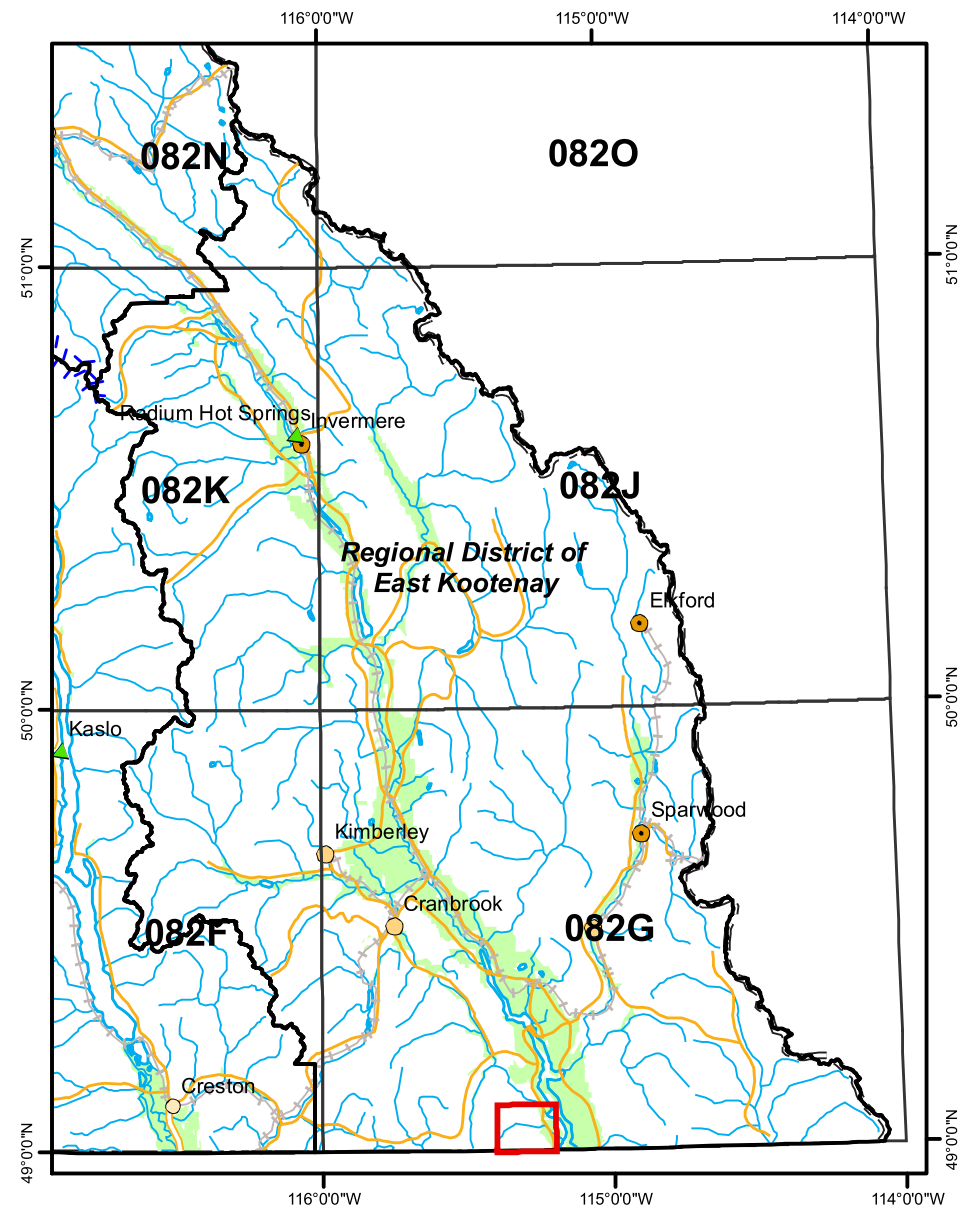 116°0'0"W
115°0'0"W
114°0'0"W
082N
082O
51°0'0"N
51°0'0"N
Radium Hot Springs
Invermere
082K
082J
Regional District of
East Kootenay
Elkford
50°0'0"N
50°0'0"N
Kaslo
Sparwood
Kimberley
Cranbrook
082F
082G
Creston
49°0'0"N
49°0'0"N
116°0'0"W
115°0'0"W
114°0'0"W